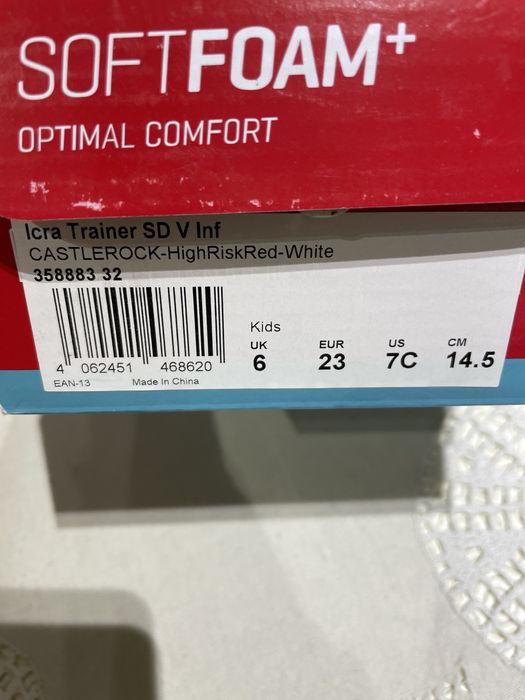 SOFTFOAM+
OPTIMAL COMFORT
Icra Trainer SD V Inf
CASTLEROCK-HighRiskRed-White
358883 32
4 062451 468620
EAN-13 Made In China
Kids
UK EUR US CM
6 23 7C 14.5